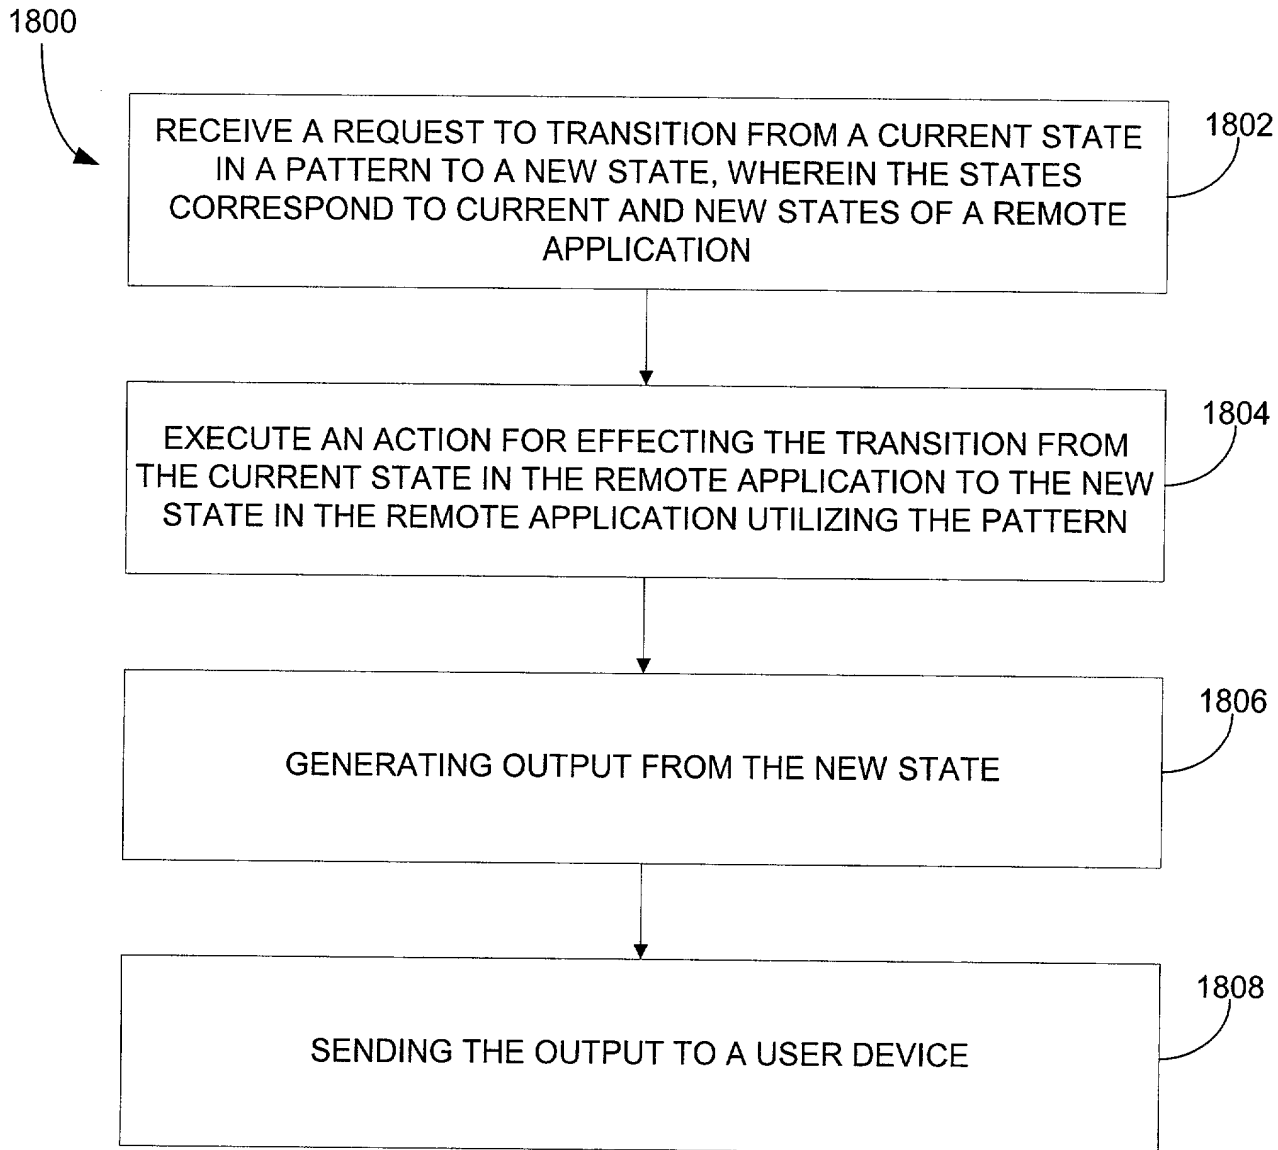 1800
RECEIVE A REQUEST TO TRANSITION FROM A CURRENT STATE
IN A PATTERN TO A NEW STATE, WHEREIN THE STATES
CORRESPOND TO CURRENT AND NEW STATES OF A REMOTE
APPLICATION
1802
EXECUTE AN ACTION FOR EFFECTING THE TRANSITION FROM
THE CURRENT STATE IN THE REMOTE APPLICATION TO THE NEW
STATE IN THE REMOTE APPLICATION UTILIZING THE PATTERN
1804
GENERATING OUTPUT FROM THE NEW STATE
1806
SENDING THE OUTPUT TO A USER DEVICE
1808